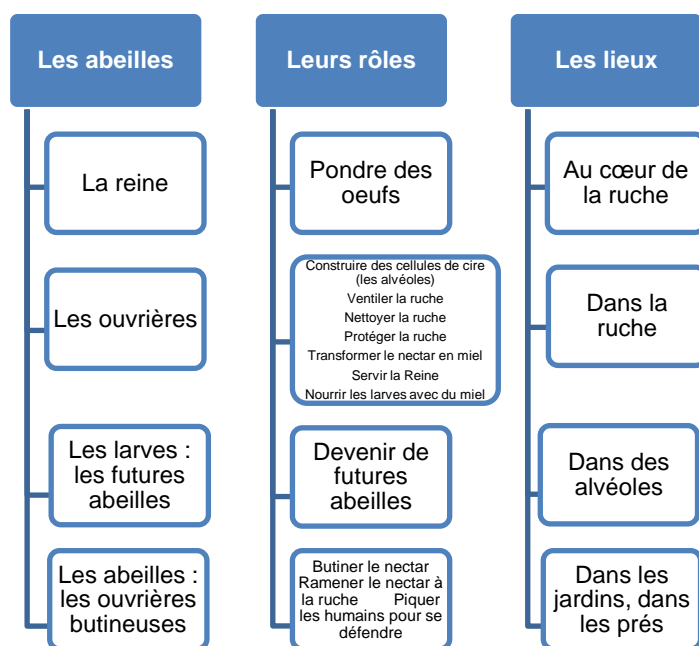 Les abeilles
La reine
Les ouvrières
Les larves :
les futures
abeilles
Les abeilles :
les ouvrières
butineuses
Leurs rôles
Pondre des
oeufs
Construire des cellules de cire
(les alvéoles)
Ventiler la ruche
Nettoyer la ruche
Protéger la ruche
Transformer le nectar en miel
Servir la Reine
Nourrir les larves avec du miel
Devenir de
futures
abeilles
Butiner le nectar
Ramener le nectar à
la ruche Piquer
les humains pour se
défendre
Les lieux
Au cœur de
la ruche
Dans la
ruche
Dans des
alvéoles
Dans les
jardins, dans
les prés